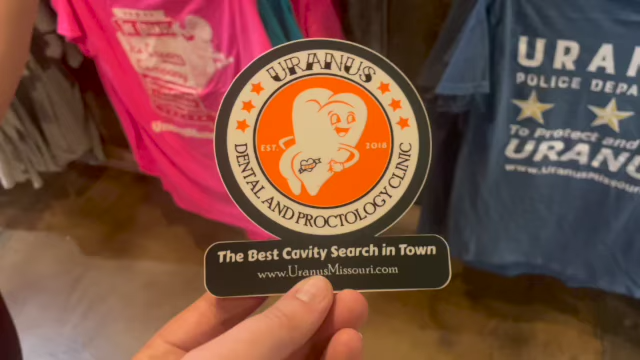 URANUS
EST. 2018
DENTAL AND PROCTOLOGY CLINIC
The Best Cavity Search in Town
www.UranusMissouri.com
URAN
POLICE DEPA
To Protect and
URANU
www.UranusMissou